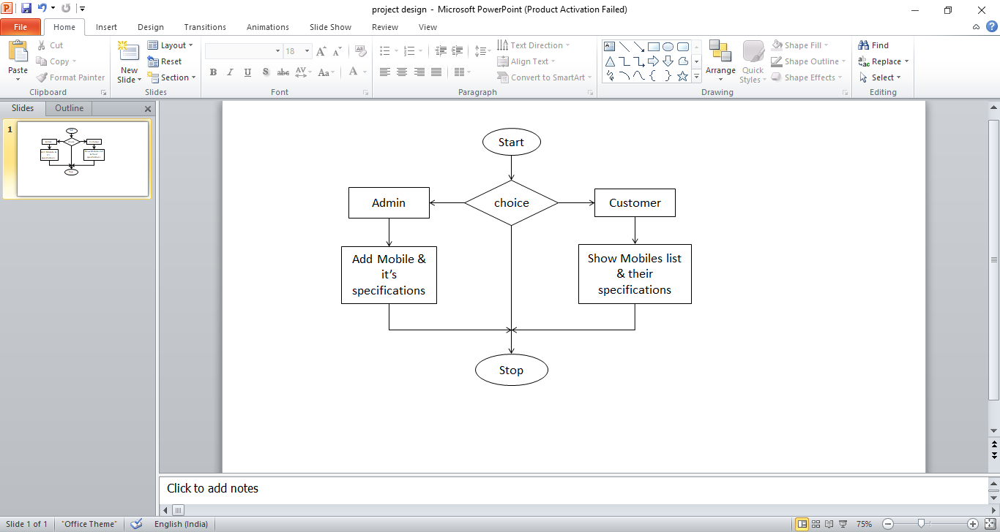 project design - Microsoft PowerPoint (Product Activation Failed)
File Home Insert Design Transitions Animations Slide Show Review View
Paste
Cut
Copy
Format Painter
Clipboard
New
Slide
Layout
Reset
Section
Slides
18
B I U S abc AV Aa A
Font
Text Direction
Align Text
Convert to SmartArt
Paragraph
Arrange
Quick
Styles
Shape Fill
Shape Outline
Shape Effects
Drawing
Find
Replace
Select
Editing
Slides Outline
1
Start
Admin
choice
Customer
Add Mobile &
it’s
specifications
Show Mobiles list
& their
specifications
Stop
Click to add notes
Slide 1 of 1 "Office Theme" English (India) 75%